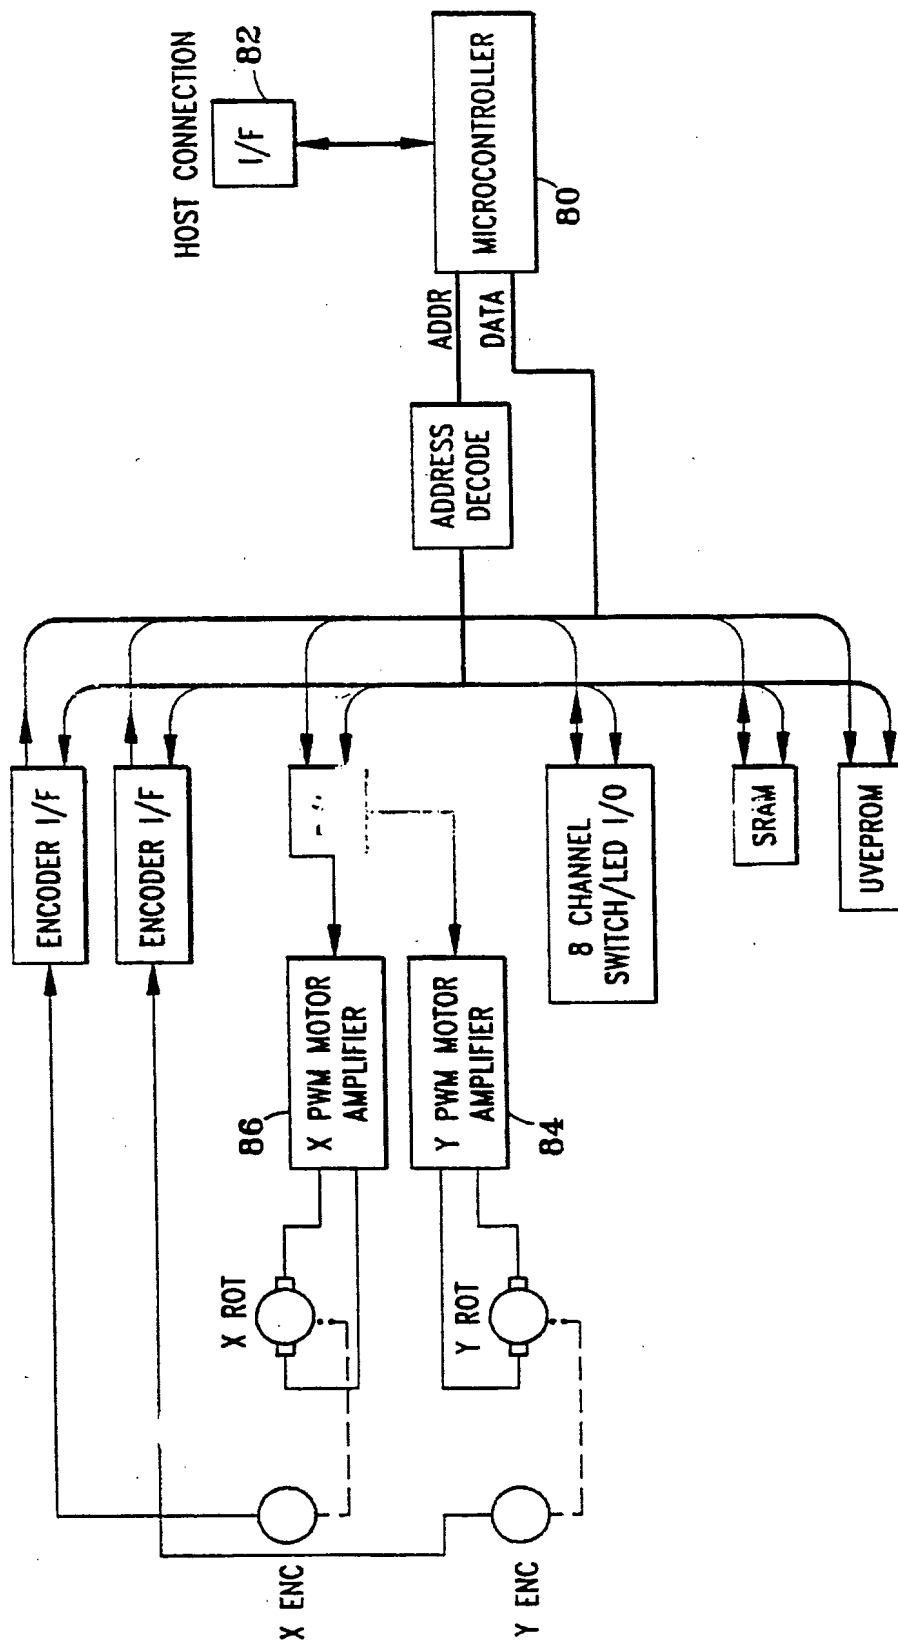 HOST CONNECTION
I/F
82
MICROCONTROLLER
80
ADDR
DATA
ADDRESS
DECODE
ENCODER I/F
ENCODER I/F
8 CHANNEL
SWITCH/LED I/O
SRAM
UVEPROM
X PWM MOTOR
AMPLIFIER
86
Y PWM MOTOR
AMPLIFIER
84
X ROT
Y ROT
X ENC
Y ENC